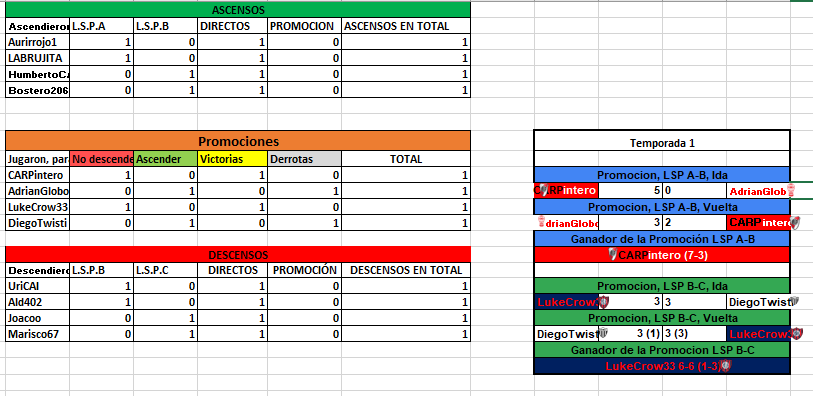 ASCENSOS
Ascendieron L.S.P.A L.S.P.B DIRECTOS PROMOCION ASCENSOS EN TOTAL
Aurirrojo1 1 0 1 0 1
LABRUJITA 1 0 1 0 1
HumbertoCa 0 1 1 0 1
Bostero206 0 1 1 0 1
Promociones
Jugaron, para No descende Ascender Victorias Derrotas TOTAL
CARPintero 1 0 1 0 1
AdrianGlobo 0 1 0 1 1
LukeCrow33 1 0 1 0 1
DiegoTwisti 0 1 0 1 1
DESCENSOS
Descendiero L.S.P.B L.S.P.C DIRECTOS PROMOCIÓN DESCENSOS EN TOTAL
UriCAI 1 0 1 0 1
Ald402 1 0 1 0 1
Joacoo 0 1 1 0 1
Marisco67 0 1 1 0 1
Temporada 1
Promocion, LSP A-B, Ida
CARPintero 5 0 AdrianGlob
Promocion, LSP A-B, Vuelta
AdrianGlobo 3 2 CARPintero
Ganador de la Promoción LSP A-B
CARPintero (7-3)
Promocion, LSP B-C, Ida
LukeCrow33 3 3 DiegoTwist
Promocion, LSP B-C, Vuelta
DiegoTwist 3 (1) 3 (3) LukeCrow33
Ganador de la Promocion LSP B-C
LukeCrow33 6-6 (1-3)